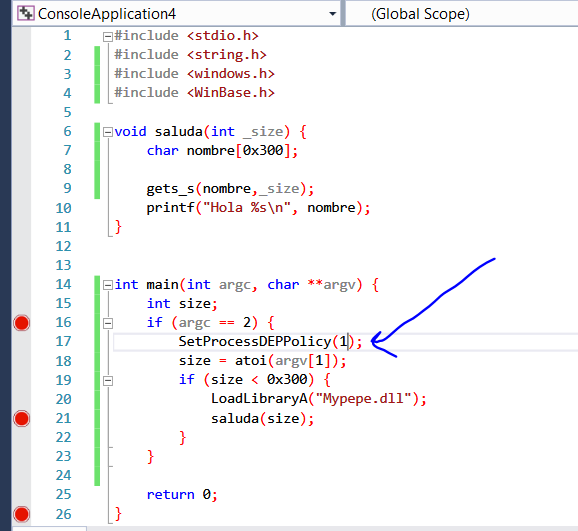 ConsoleApplication4 (Global Scope)
1 #include <stdio.h>
2 #include <string.h>
3 #include <windows.h>
4 #include <WinBase.h>
5
6 void saluda(int _size) {
7 char nombre[0x300];
8
9 gets_s(nombre,_size);
10 printf("Hola %s\n", nombre);
11 }
12
13
14 int main(int argc, char **argv) {
15 int size;
16 if (argc == 2) {
17 SetProcessDEPPolicy(1);
18 size = atoi(argv[1]);
19 if (size < 0x300) {
20 LoadLibraryA("Mypepe.dll");
21 saluda(size);
22 }
23 }
24
25 return 0;
26 }